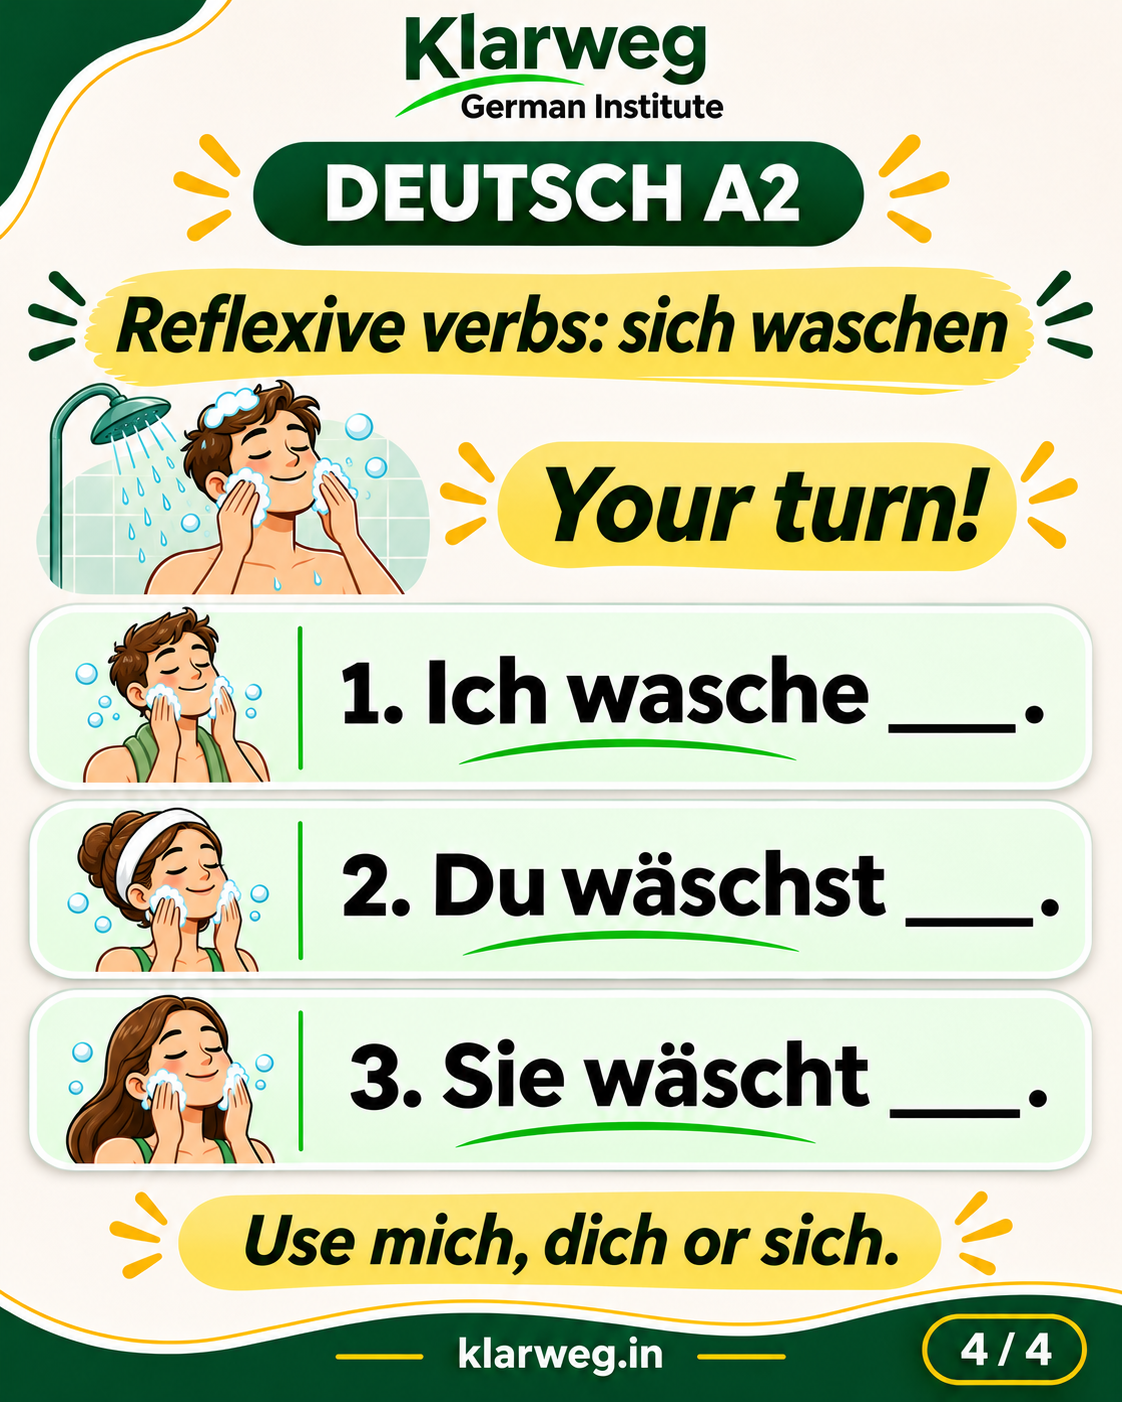 Klarweg
German Institute
DEUTSCH A2
Reflexive verbs: sich waschen
Your turn!
1. Ich wasche ___.
2. Du wäschst ___.
3. Sie wäscht ___.
Use mich, dich or sich.
klarweg.in
4 / 4